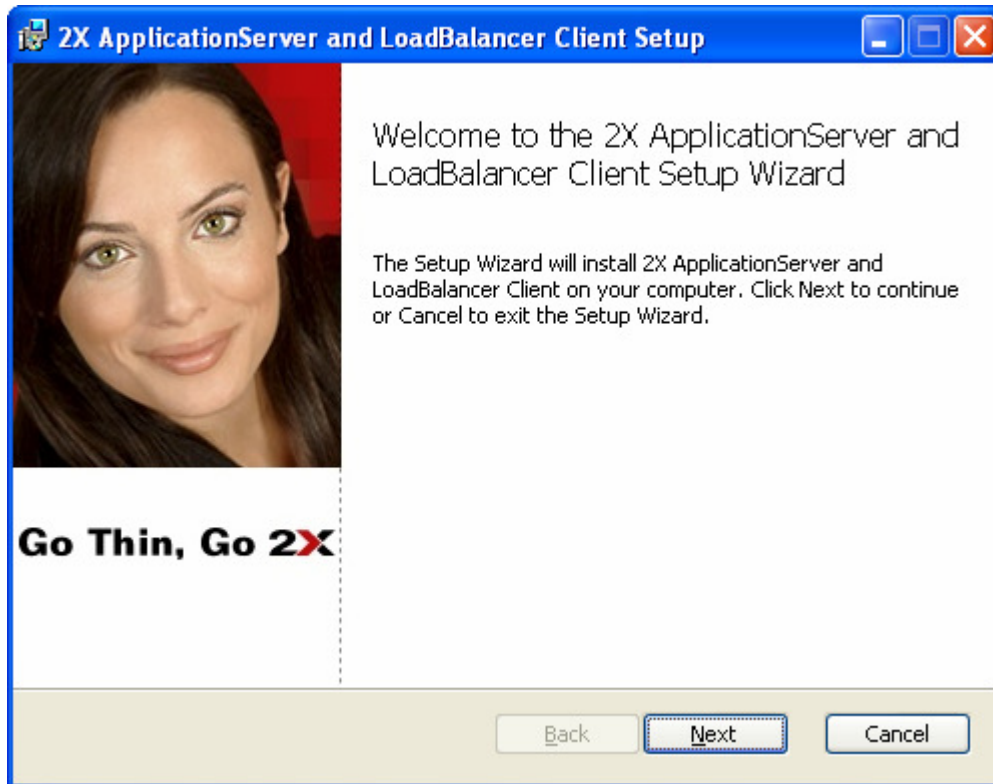 2X ApplicationServer and LoadBalancer Client Setup
Welcome to the 2X ApplicationServer and
LoadBalancer Client Setup Wizard
The Setup Wizard will install 2X ApplicationServer and
LoadBalancer Client on your computer. Click Next to continue
or Cancel to exit the Setup Wizard.
Go Thin, Go 2X
Back
Next
Cancel